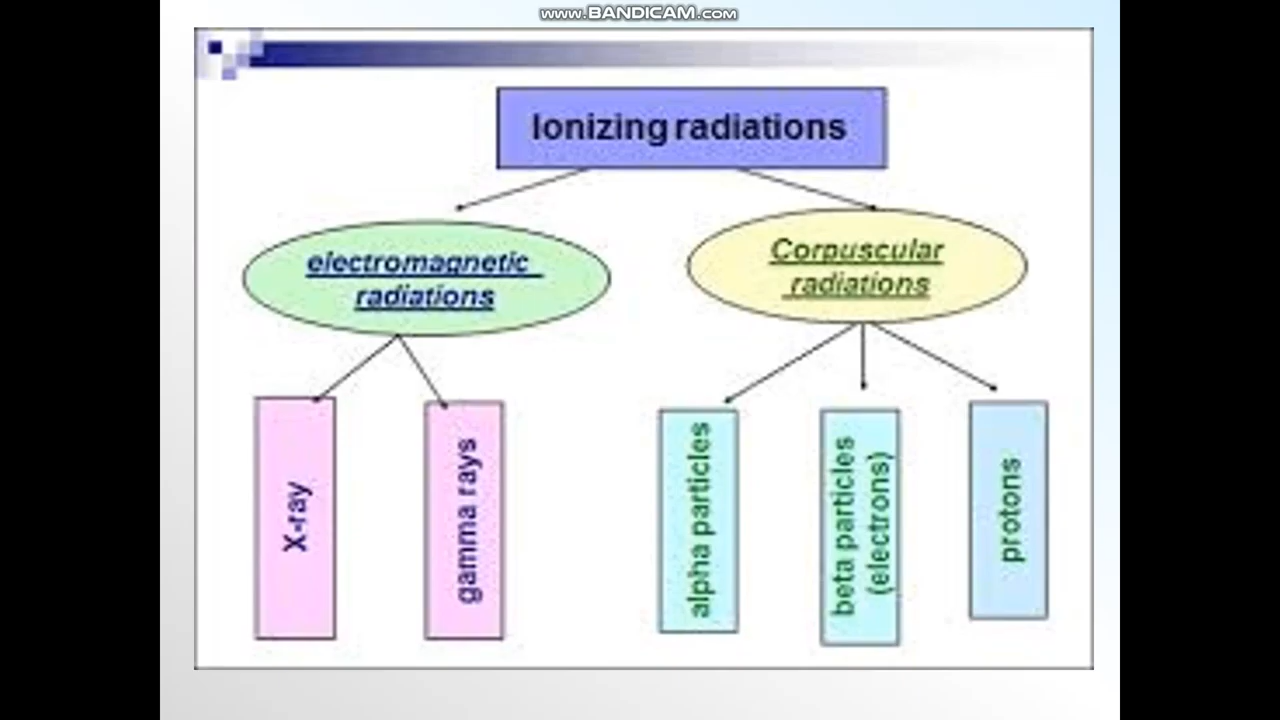 www.BANDICAM.com
Ionizing radiations
electromagnetic
radiations
Corpuscular
radiations
X-ray
gamma rays
alpha particles
beta particles
(electrons)
protons